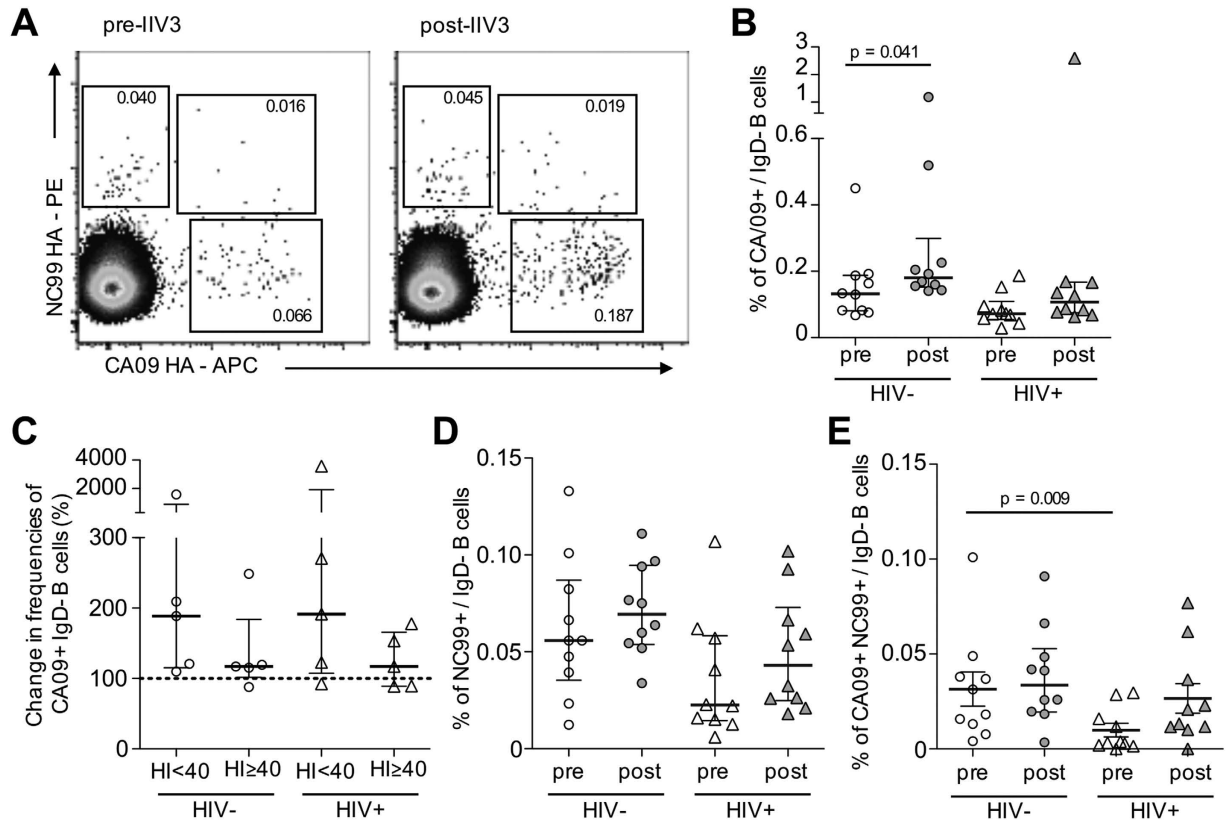 A
pre-IIV3
post-IIV3
NC99 HA - PE
0.040
0.016
0.066
0.045
0.019
0.187
CA09 HA - APC
B
% of CA/09+ / IgD- B cells
3
2
1
0.6
0.4
0.2
0
p = 0.041
pre
post
pre
post
HIV-
HIV+
C
Change in frequencies of
CA09+ IgD- B cells (%)
4000
2000
300
200
100
0
HI<40
HI≥40
HI<40
HI≥40
HIV-
HIV+
D
% of NC99+ / IgD- B cells
0.15
0.10
0.05
0
pre
post
pre
post
HIV-
HIV+
E
% of CA09+ NC99+ / IgD- B cells
0.15
0.10
0.05
0
p = 0.009
pre
post
pre
post
HIV-
HIV+